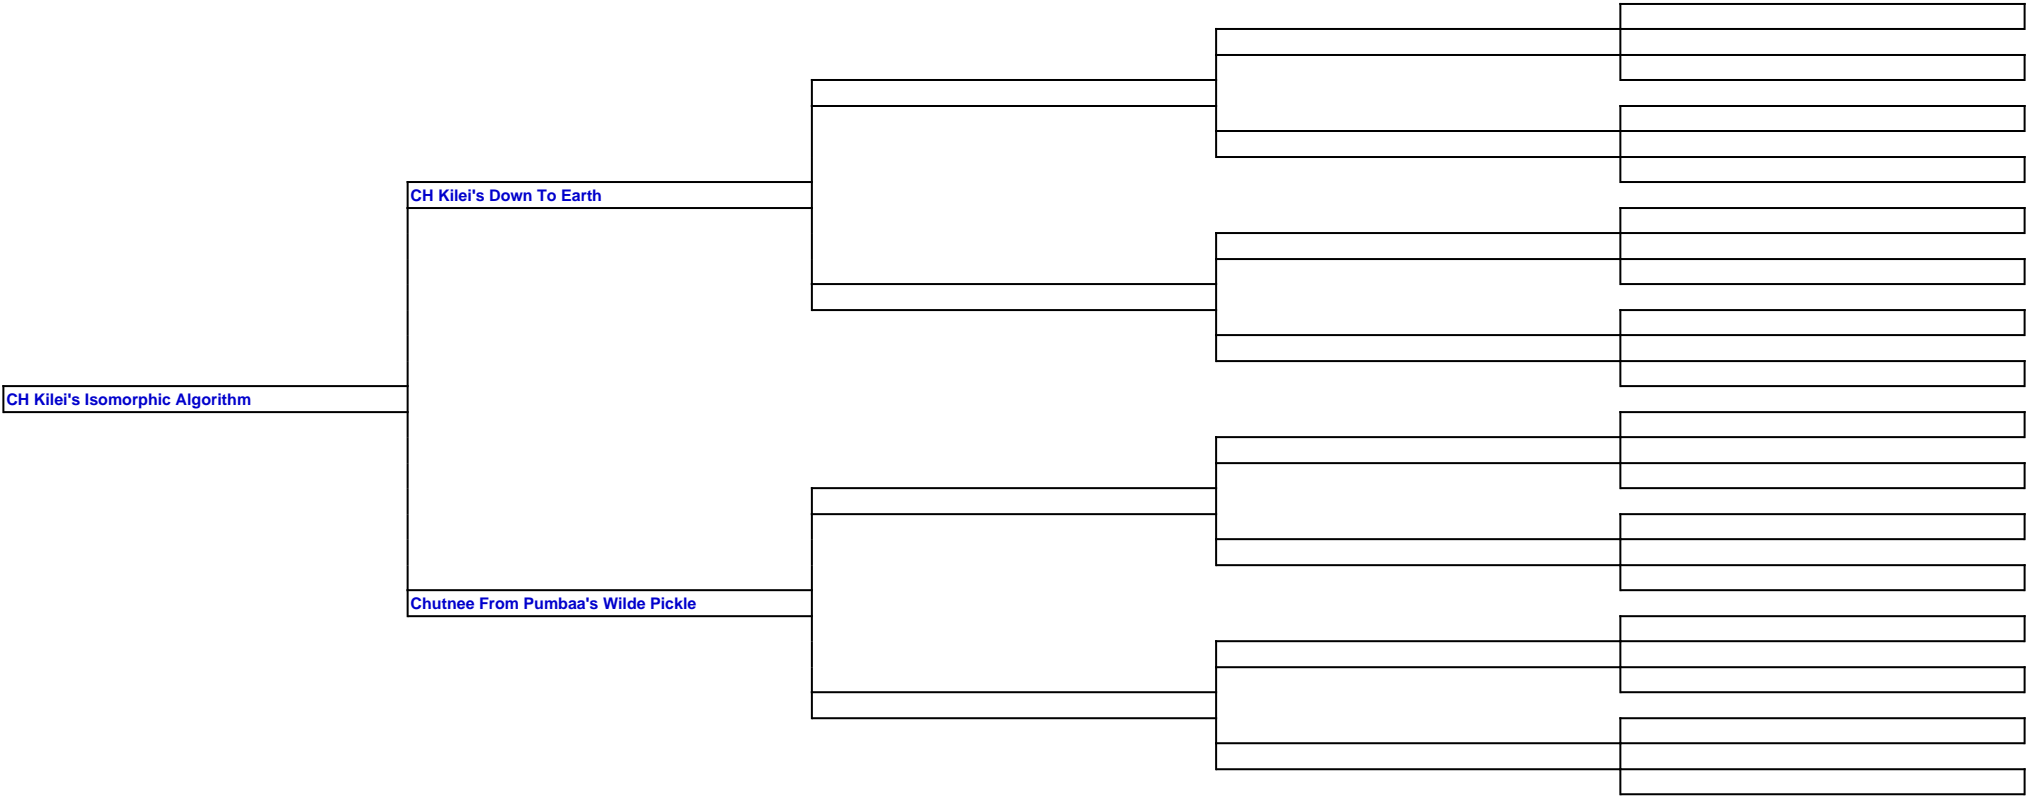 CH Kilei's Down To Earth
CH Kilei's Isomorphic Algorithm
Chutnee From Pumbaa's Wilde Pickle